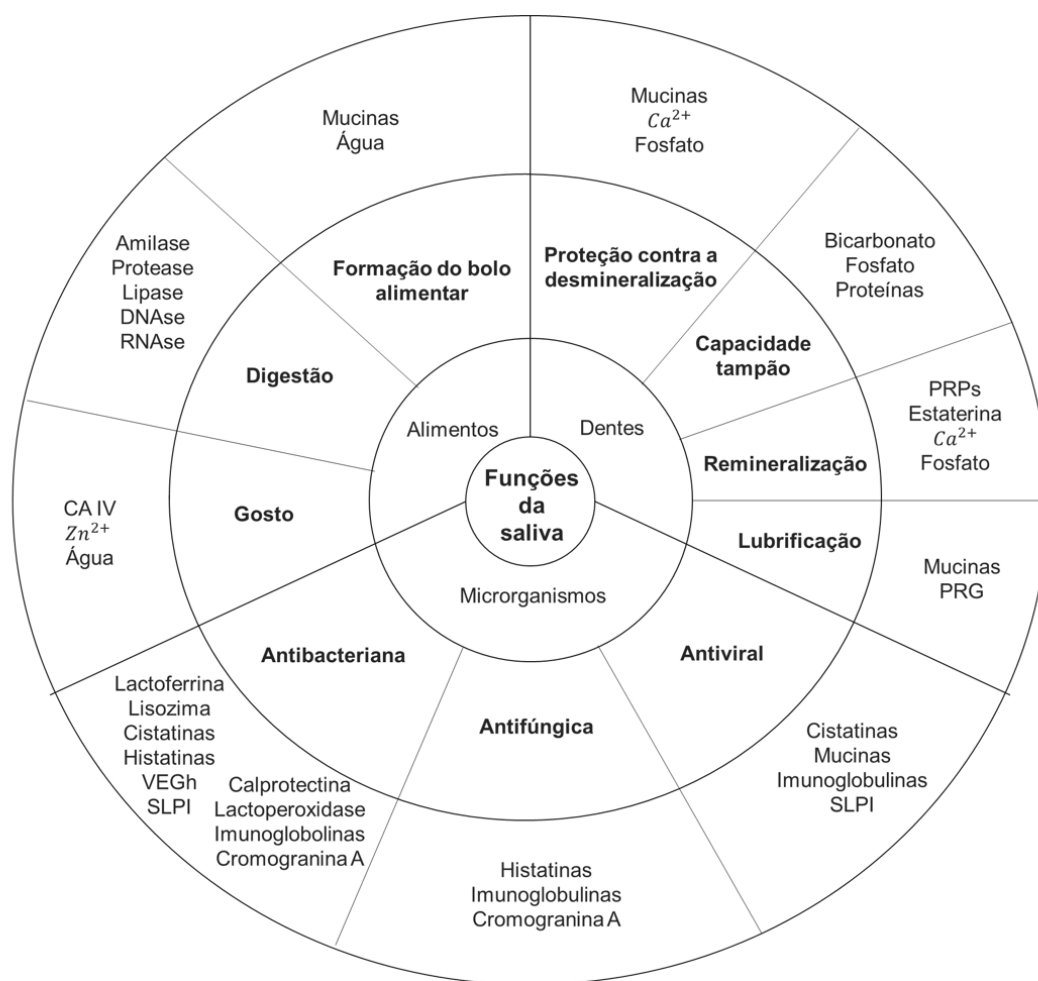 Funções
da
saliva
Alimentos
Dentes
Microrganismos
Formação do bolo
alimentar
Mucinas
Água
Proteção contra a
desmineralização
Mucinas
Ca²⁺
Fosfato
Capacidade
tampão
Bicarbonato
Fosfato
Proteínas
Remineralização
PRPs
Estaterina
Ca²⁺
Fosfato
Lubrificação
Mucinas
PRG
Antiviral
Cistatinas
Mucinas
Imunoglobulinas
SLPI
Antifúngica
Histatinas
Imunoglobulinas
Cromogranina A
Antibacteriana
Lactoferrina
Lisozima
Cistatinas
Histatinas
VEGh
SLPI
Calprotectina
Lactoperoxidase
Imunoglobolinas
Cromogranina A
Gosto
CA IV
Zn²⁺
Água
Digestão
Amilase
Protease
Lipase
DNAse
RNAse